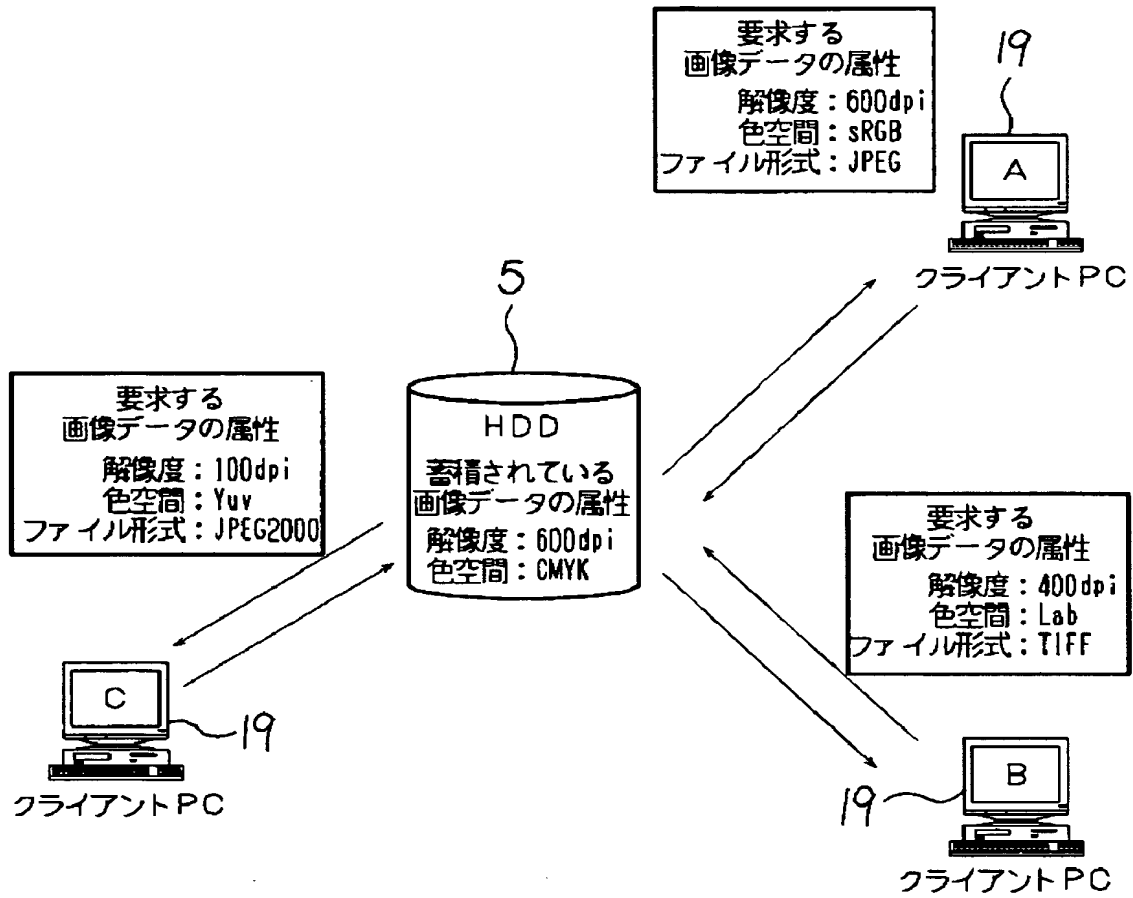 要求する
画像データの属性
解像度：600dpi
色空間：sRGB
ファイル形式：JPEG
19
A
クライアントPC
5
HDD
蓄積されている
画像データの属性
解像度：600dpi
色空間：CMYK
要求する
画像データの属性
解像度：100dpi
色空間：Yuv
ファイル形式：JPEG2000
C
19
クライアントPC
要求する
画像データの属性
解像度：400dpi
色空間：Lab
ファイル形式：TIFF
B
19
クライアントPC